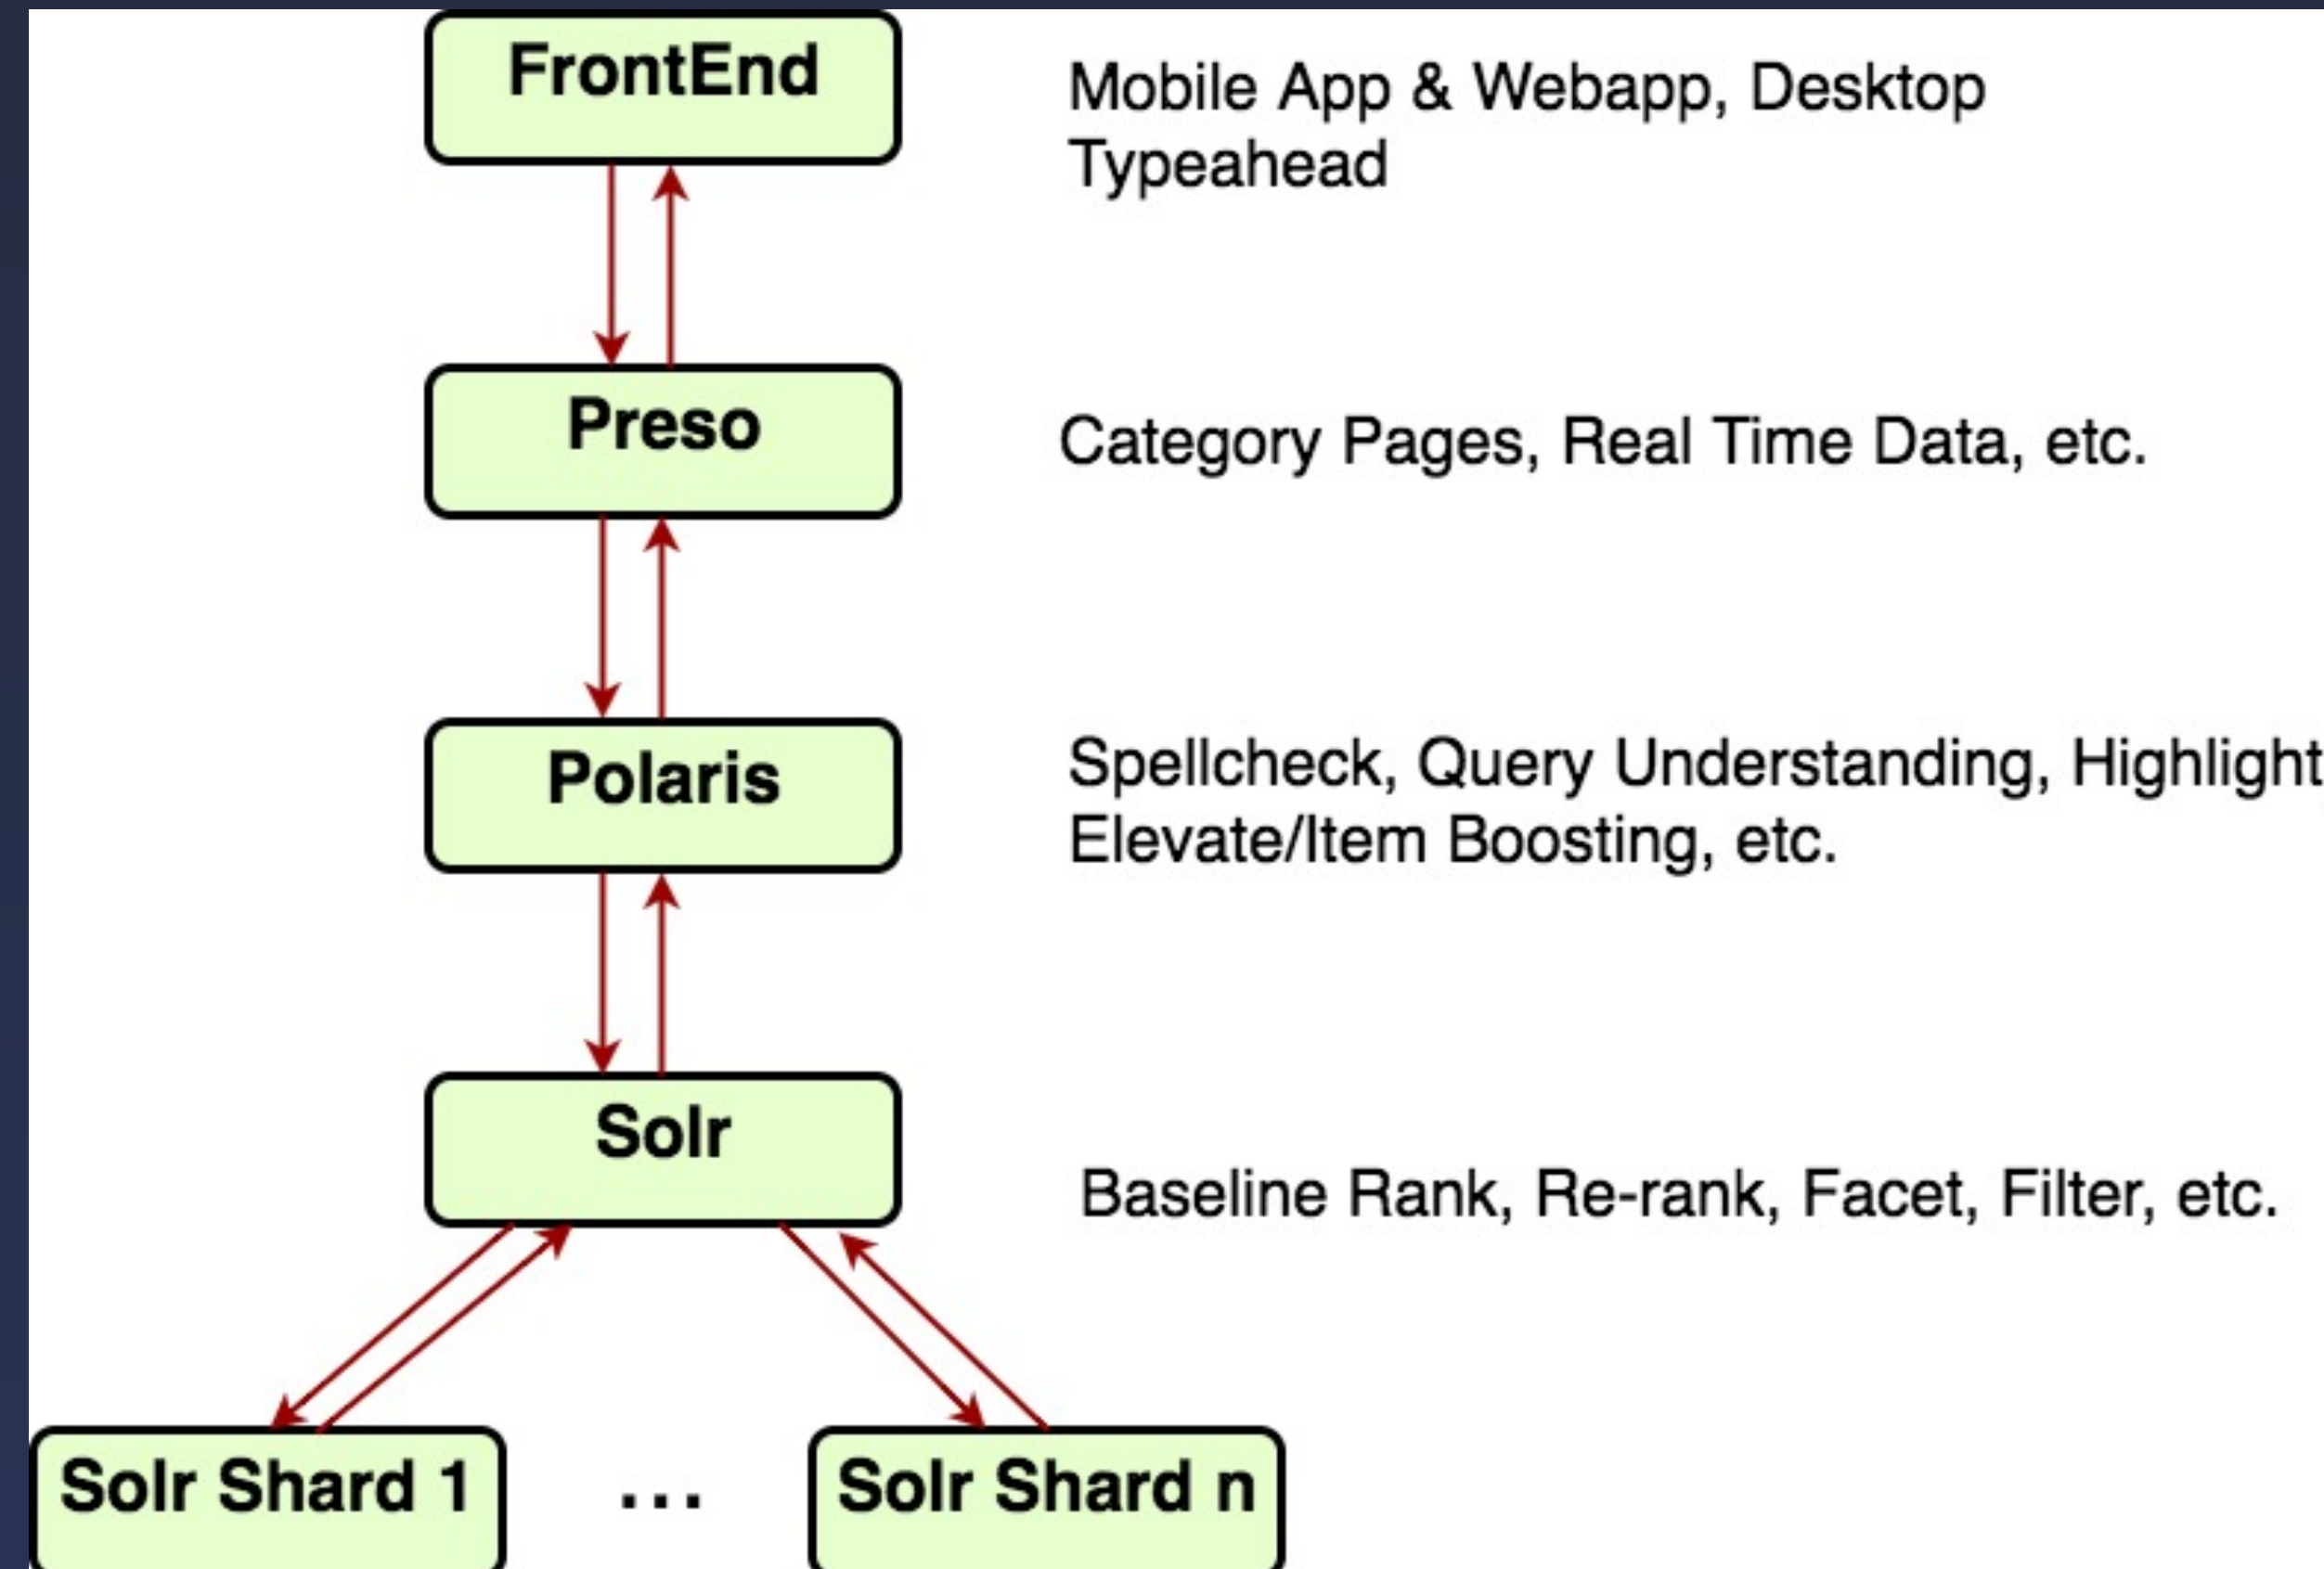 FrontEnd
Mobile App & Webapp, Desktop
Typeahead
Preso
Category Pages, Real Time Data, etc.
Polaris
Spellcheck, Query Understanding, Highlight
Elevate/Item Boosting, etc.
Solr
Baseline Rank, Re-rank, Facet, Filter, etc.
Solr Shard 1 ... Solr Shard n